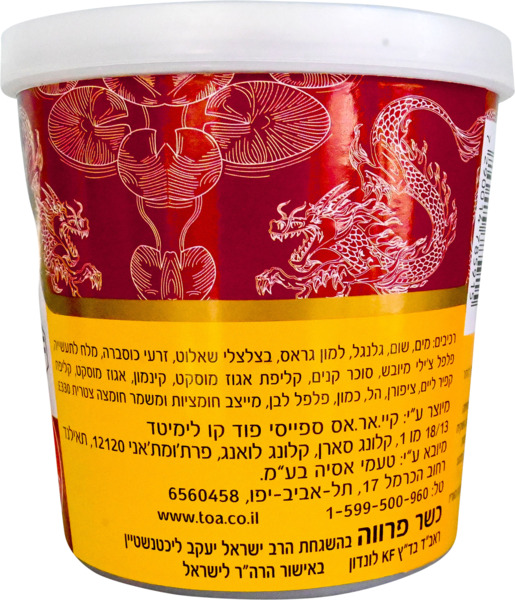 רכיבים: מים, שום, גלנגל, למון גראס, בצלצלי שאלוט, זרעי כוסברה, מלח לתעשייה
פלפל צ'ילי מיובש, סוכר קנים, קליפת אגוז מוסקט, קינמון, אגוז מוסקט, קליפת
קפיר ליים, ציפורן, הל, כמון, פלפל לבן, מייצב חומציות ומשמר חומצה צטרית E330.
מיוצר ע"י: קיי.אר.אס ספייסי פוד קו לימיטד
18/13 מו 1, קלונג סארן, קלונג לואנג, פרת'ומת'אני 12120, תאילנד
מיובא ע"י: טעמי אסיה בע"מ.
רחוב הכרמל 17, תל-אביב-יפו, 6560458
טל: 1-599-500-960
www.toa.co.il
כשר פרווה בהשגחת הרב ישראל יעקב ליכטנשטיין
ראב"ד בד"ץ KF לונדון
באישור הרה"ר לישראל